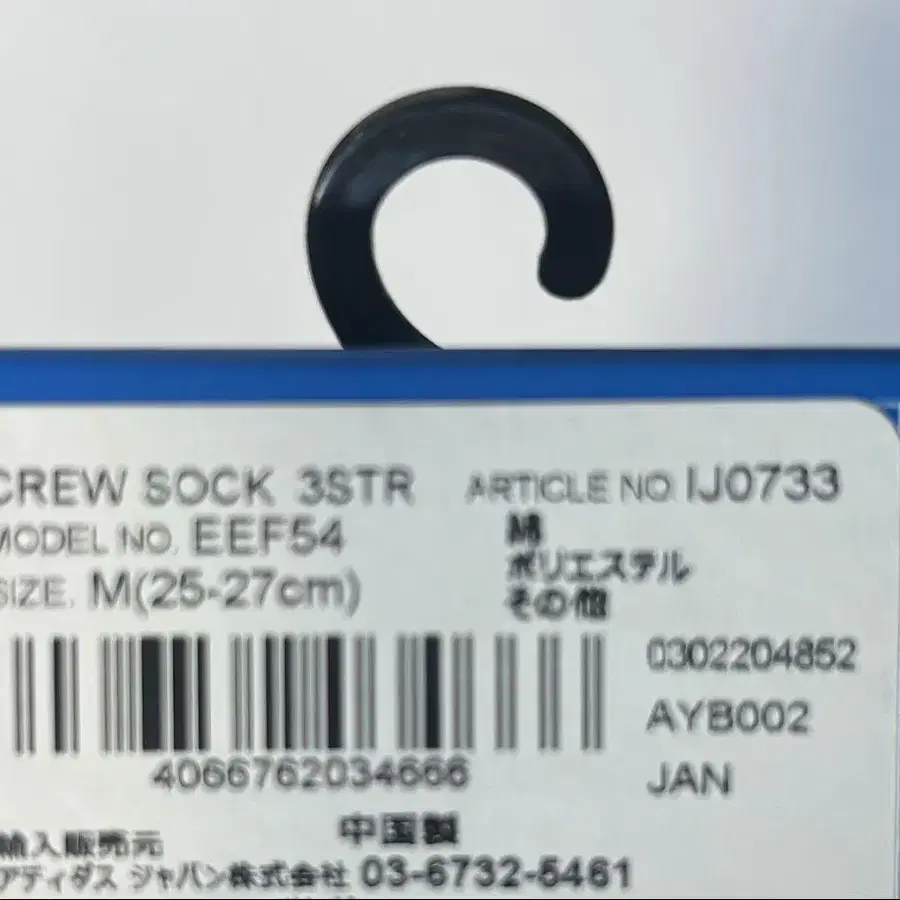 CREW SOCK 3STR ARTICLE NO. IJ0733
MODEL NO. EEF54
綿
ポリエステル
SIZE. M(25-27cm)
その他
0302204852
AYB002
4066762034666
JAN
中国製
輸入販売元
アディダス ジャパン株式会社 03-6732-5461